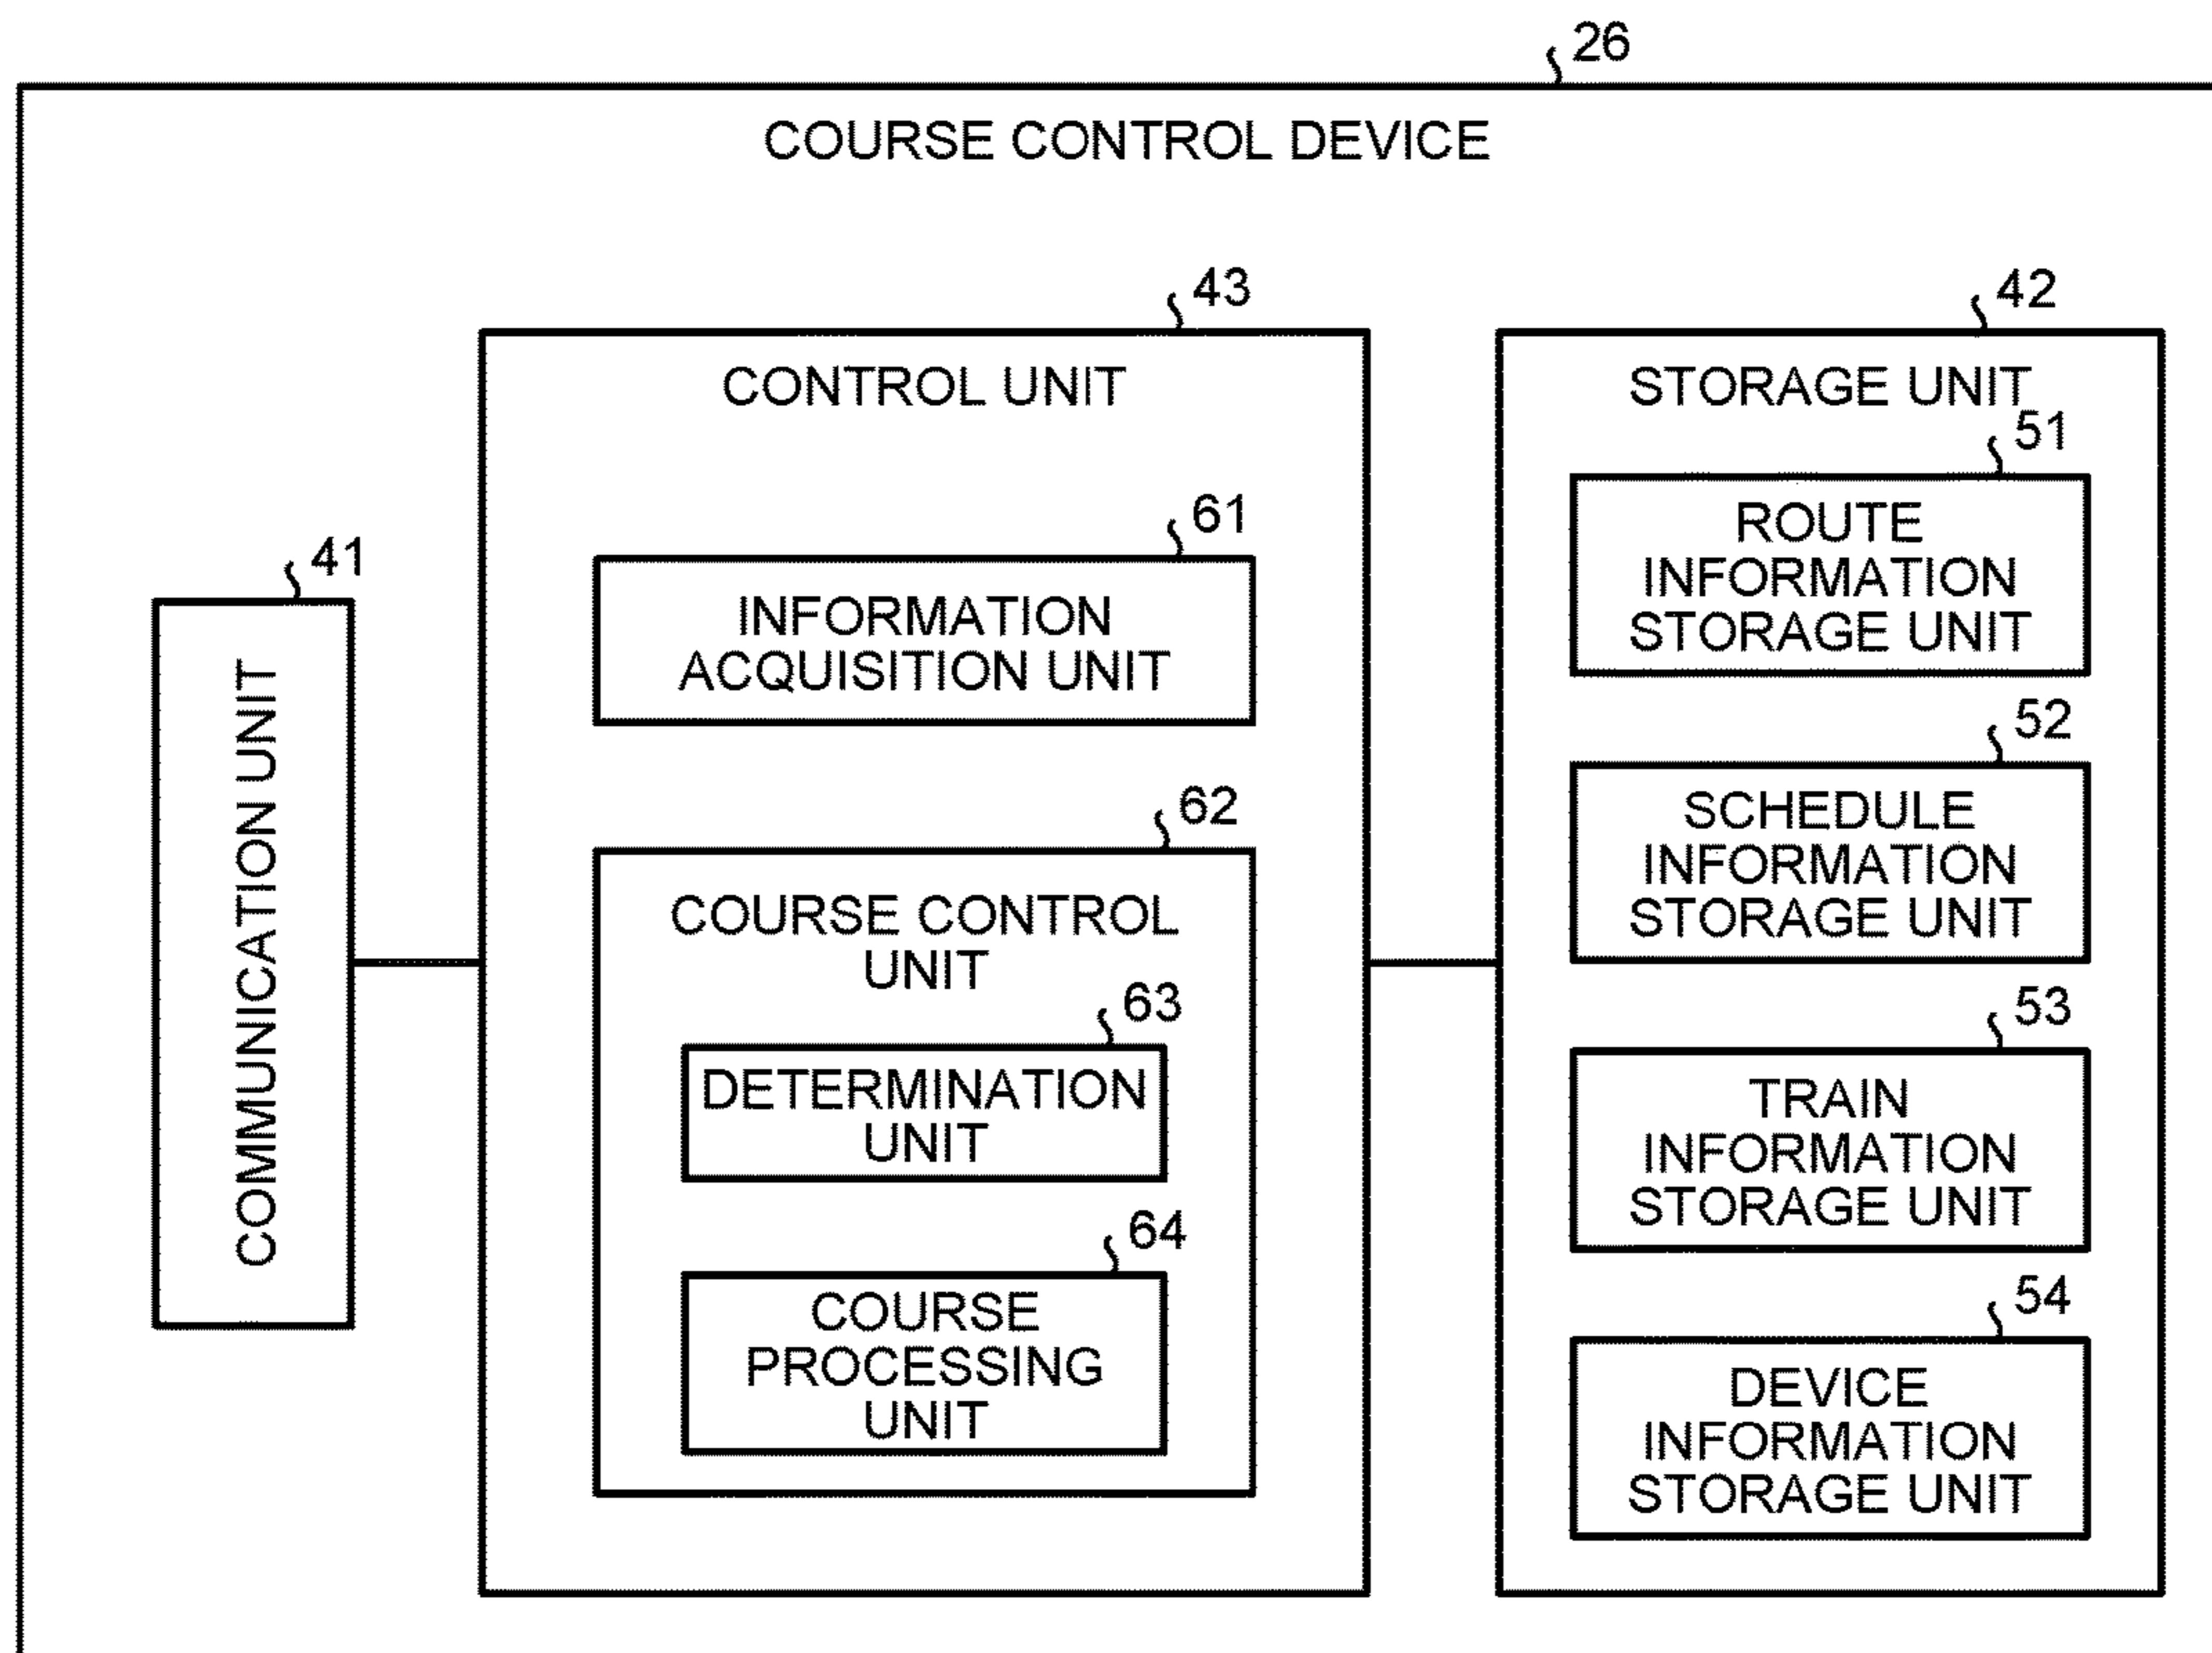 26
COURSE CONTROL DEVICE
41
COMMUNICATION UNIT
43
CONTROL UNIT
61
INFORMATION
ACQUISITION UNIT
62
COURSE CONTROL
UNIT
63
DETERMINATION
UNIT
64
COURSE
PROCESSING
UNIT
42
STORAGE UNIT
51
ROUTE
INFORMATION
STORAGE UNIT
52
SCHEDULE
INFORMATION
STORAGE UNIT
53
TRAIN
INFORMATION
STORAGE UNIT
54
DEVICE
INFORMATION
STORAGE UNIT